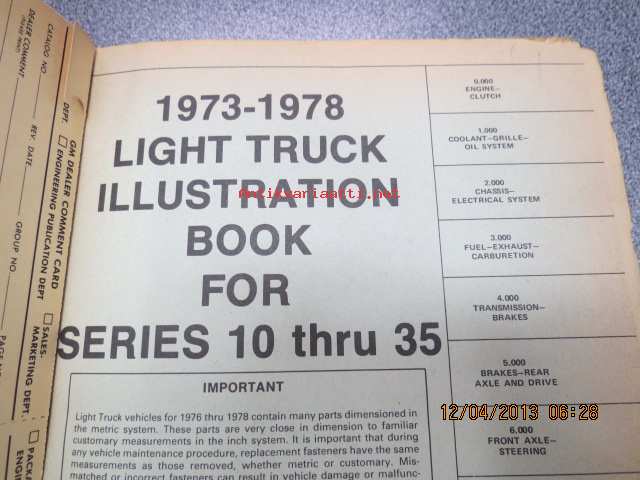 1973-1978
LIGHT TRUCK
ILLUSTRATION
BOOK
FOR
SERIES 10 thru 35
IMPORTANT
Light Truck vehicles for 1976 thru 1978 contain many parts dimensioned in
the metric system. These parts are very close in dimension to familiar
customary measurements in the inch system. It is important that during
any vehicle maintenance procedure, replacement fasteners have the same
measurements as those removed, whether metric or customary. Mis-
matched or incorrect fasteners can result in vehicle damage or malfunc-
0.000
ENGINE—
CLUTCH
1.000
COOLANT—GRILLE—
OIL SYSTEM
2.000
CHASSIS—
ELECTRICAL SYSTEM
3.000
FUEL—EXHAUST—
CARBURETION
4.000
TRANSMISSION—
BRAKES
5.000
BRAKES—REAR
AXLE AND DRIVE
6.000
FRONT AXLE—
STEERING
GM DEALER COMMENT CARD
DEPT.
ENGINEERING PUBLICATION DEPT
SALES-
MARKETING DEPT
CATALOG NO.
REV. DATE
GROUP NO.
DEALER COMMENT
Antikvariaatti.net
12/04/2013 06:28